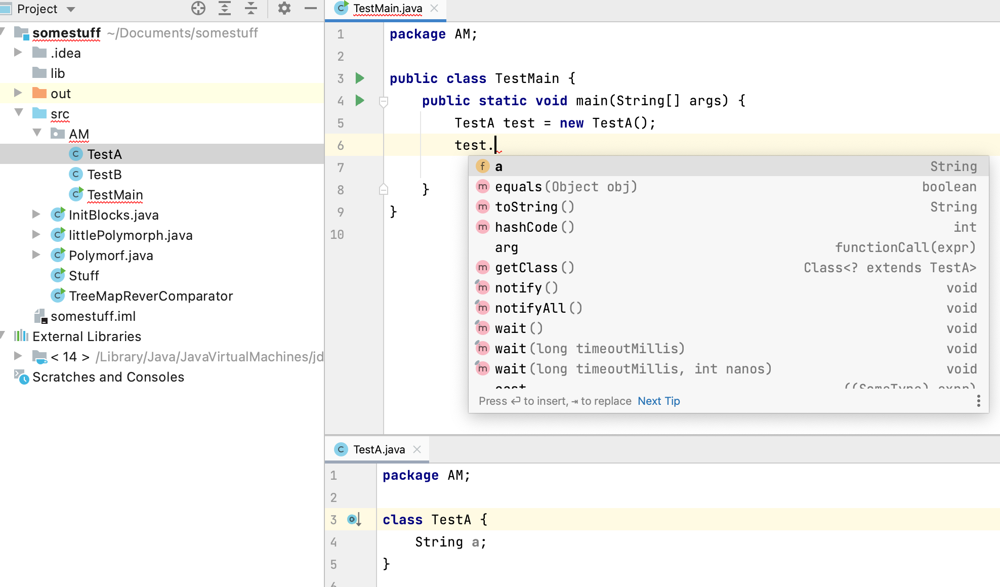 Project
somestuff ~/Documents/somestuff
.idea
lib
out
src
AM
TestA
TestB
TestMain
InitBlocks.java
littlePolymorph.java
Polymorf.java
Stuff
TreeMapReverComparator
somestuff.iml
External Libraries
< 14 > /Library/Java/JavaVirtualMachines/jd
Scratches and Consoles
TestMain.java
1 package AM;
2
3 public class TestMain {
4 public static void main(String[] args) {
5 TestA test = new TestA();
6 test.
7
8 }
9 }
10
f a String
m equals(Object obj) boolean
m toString() String
m hashCode() int
arg functionCall(expr)
m getClass() Class<? extends TestA>
m notify() void
m notifyAll() void
m wait() void
m wait(long timeoutMillis) void
m wait(long timeoutMillis, int nanos) void
cast ((SomeType) expr)
Press ↵ to insert, ⇥ to replace Next Tip
TestA.java
1 package AM;
2
3 class TestA {
4 String a;
5 }
6